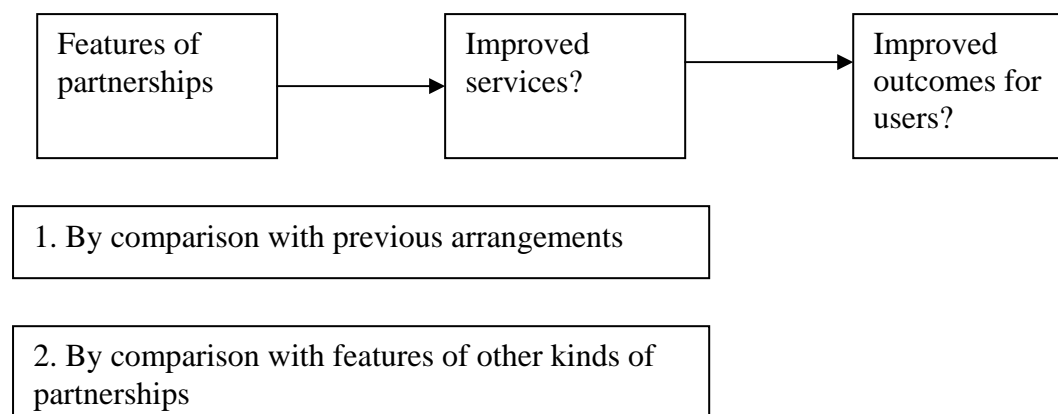 Features of
partnerships
Improved
services?
Improved
outcomes for
users?
1. By comparison with previous arrangements
2. By comparison with features of other kinds of
partnerships